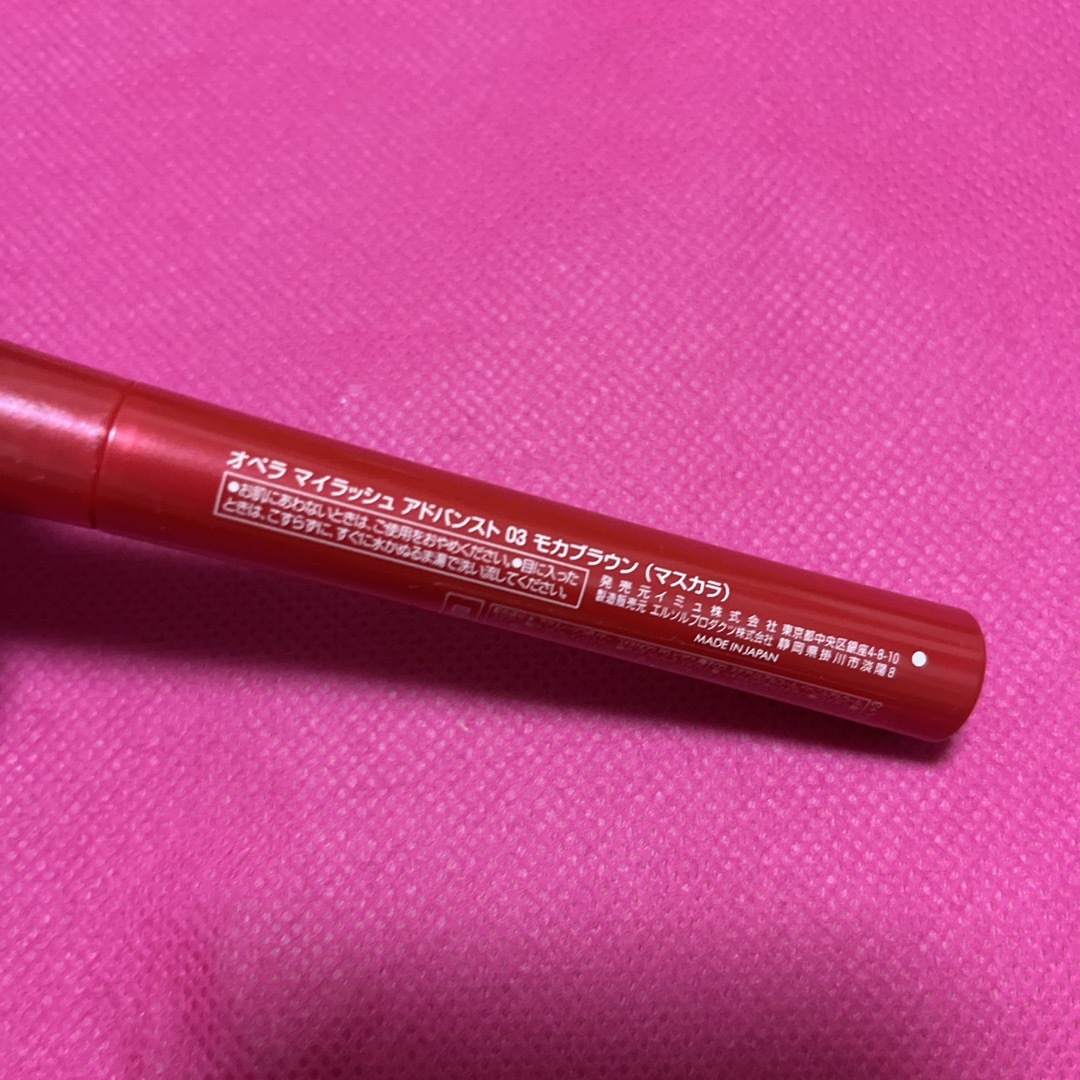 オペラ マイラッシュ アドバンスト 03 モカブラウン (マスカラ)
●お肌にあわないときは、ご使用をおやめください。●目に入った
ときは、こすらずに、すぐに水かぬるま湯で洗い流してください。
発売元イミュ株式会社 東京都中央区銀座4-8-10
製造販売元 エルソルプロダクツ株式会社 静岡県掛川市淡陽8
MADE IN JAPAN